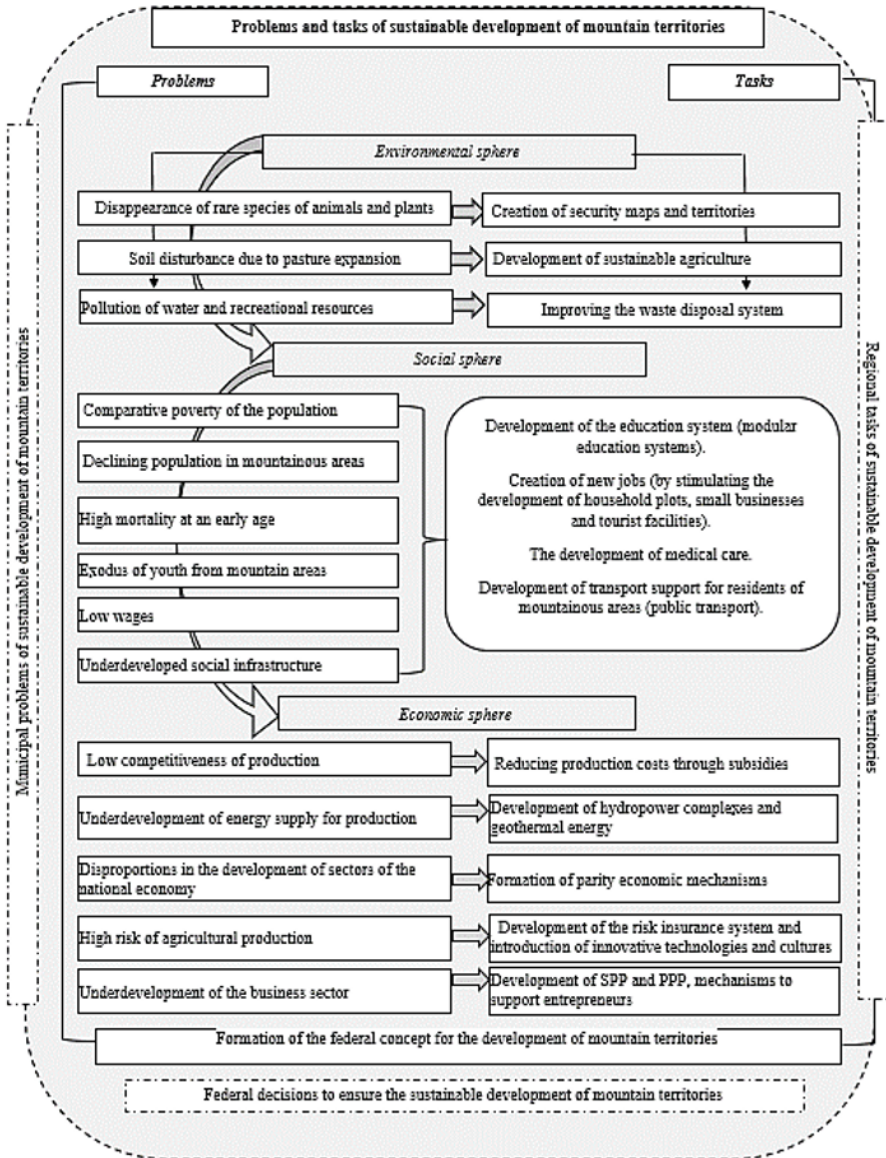 Problems and tasks of sustainable development of mountain territories
Problems
Tasks
Municipal problems of sustainable development of mountain territories
Environmental sphere
Disappearance of rare species of animals and plants
Creation of security maps and territories
Soil disturbance due to pasture expansion
Development of sustainable agriculture
Pollution of water and recreational resources
Improving the waste disposal system
Social sphere
Comparative poverty of the population
Declining population in mountainous areas
High mortality at an early age
Exodus of youth from mountain areas
Low wages
Underdeveloped social infrastructure
Development of the education system (modular
education systems).
Creation of new jobs (by stimulating the
development of household plots, small businesses
and tourist facilities).
The development of medical care.
Development of transport support for residents of
mountainous areas (public transport).
Economic sphere
Low competitiveness of production
Reducing production costs through subsidies
Underdevelopment of energy supply for production
Development of hydropower complexes and
geothermal energy
Disproportions in the development of sectors of the
national economy
Formation of parity economic mechanisms
High risk of agricultural production
Development of the risk insurance system and
introduction of innovative technologies and cultures
Underdevelopment of the business sector
Development of SPP and PPP, mechanisms to
support entrepreneurs
Regional tasks of sustainable development of mountain territories
Formation of the federal concept for the development of mountain territories
Federal decisions to ensure the sustainable development of mountain territories